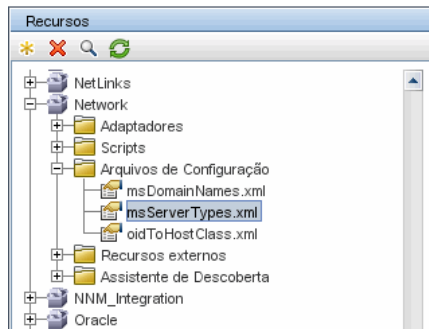 Recursos
NetLinks
Network
Adaptadores
Scripts
Arquivos de Configuração
msDomainNames.xml
msServerTypes.xml
oidToHostClass.xml
Recursos externos
Assistente de Descoberta
NNM_Integration
Oracle